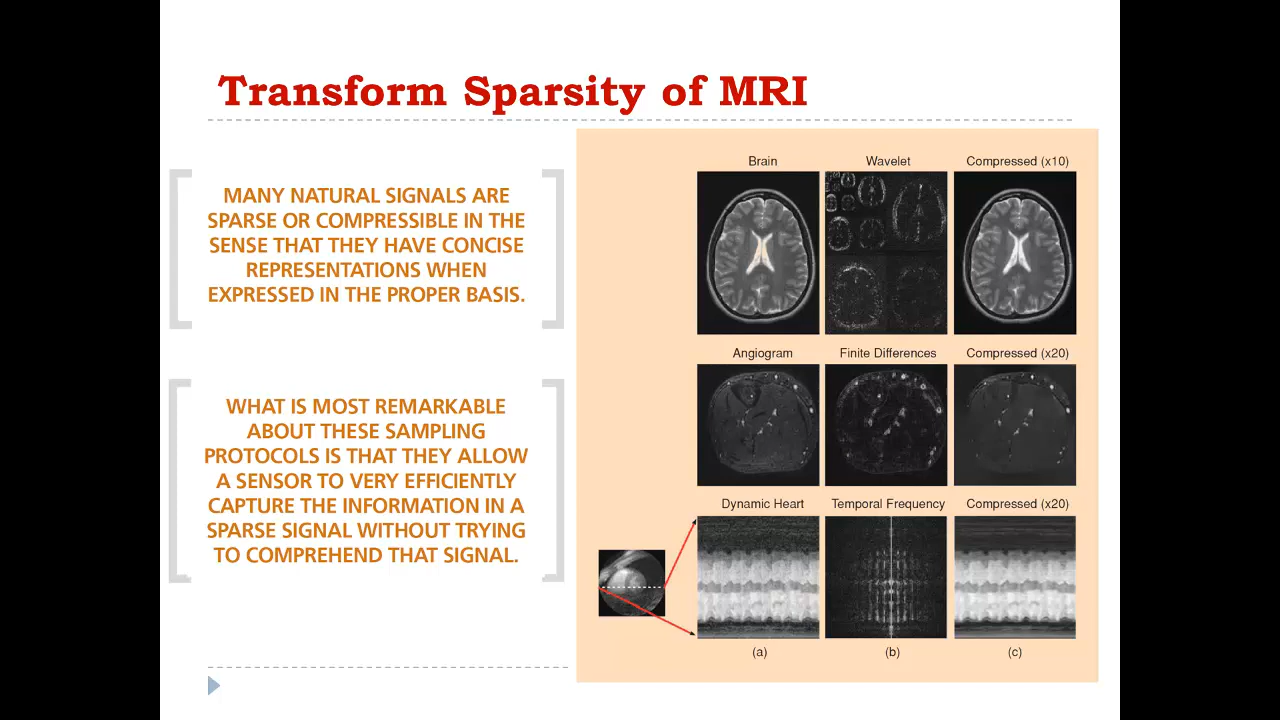 Transform Sparsity of MRI
MANY NATURAL SIGNALS ARE
SPARSE OR COMPRESSIBLE IN THE
SENSE THAT THEY HAVE CONCISE
REPRESENTATIONS WHEN
EXPRESSED IN THE PROPER BASIS.
WHAT IS MOST REMARKABLE
ABOUT THESE SAMPLING
PROTOCOLS IS THAT THEY ALLOW
A SENSOR TO VERY EFFICIENTLY
CAPTURE THE INFORMATION IN A
SPARSE SIGNAL WITHOUT TRYING
TO COMPREHEND THAT SIGNAL.
Brain Wavelet Compressed (x10)
Angiogram Finite Differences Compressed (x20)
Dynamic Heart Temporal Frequency Compressed (x20)
(a) (b) (c)